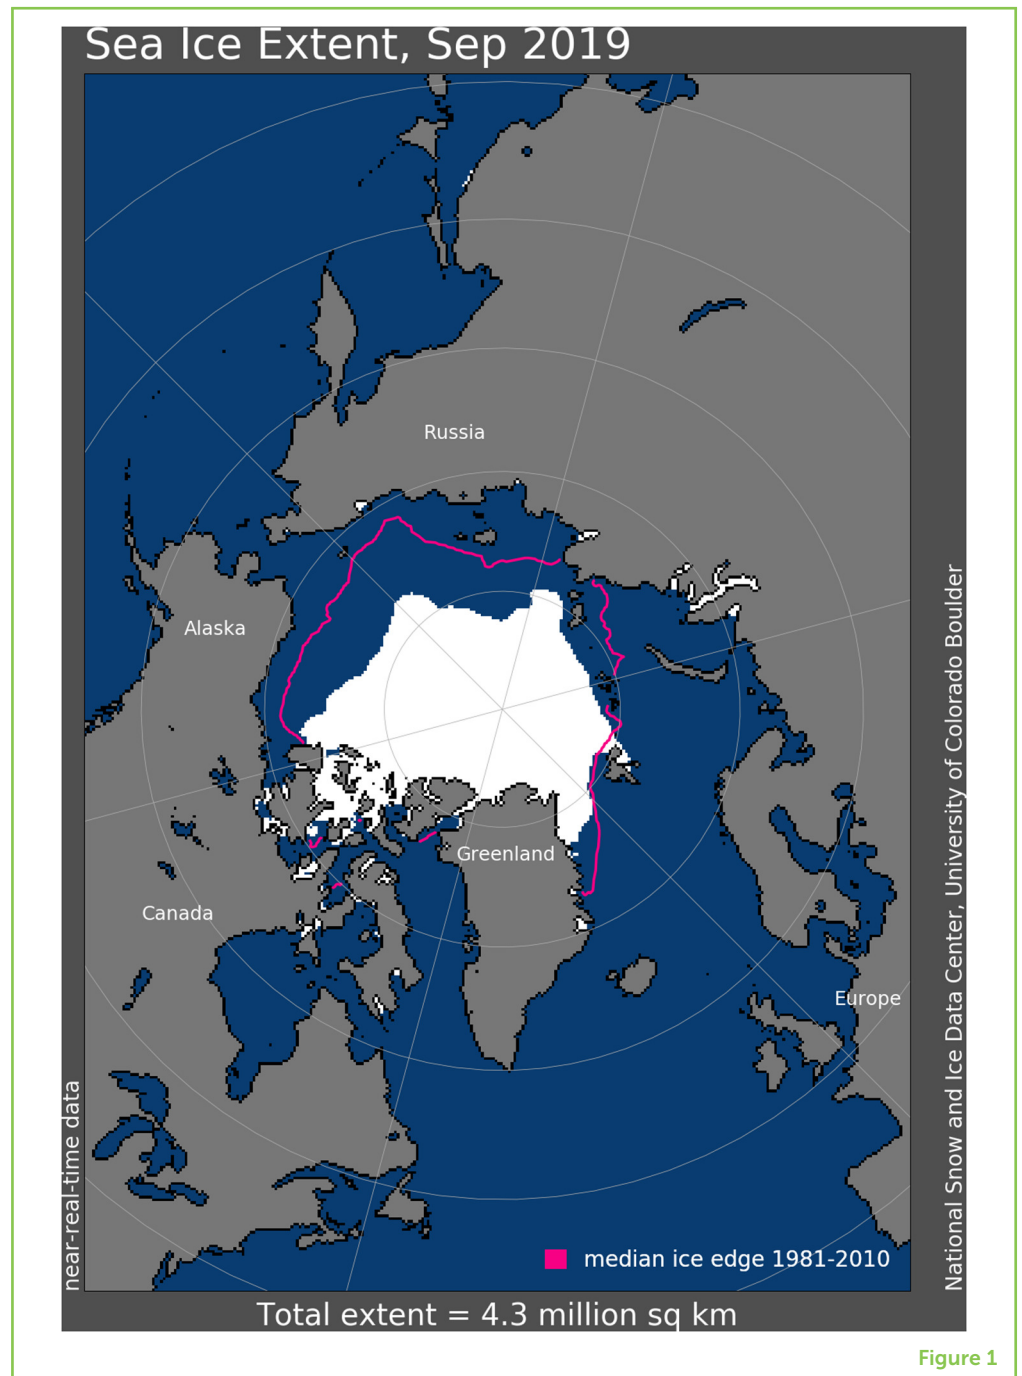 Sea Ice Extent, Sep 2019
Russia
Alaska
Greenland
Canada
Europe
near-real-time data
National Snow and Ice Data Center, University of Colorado Boulder
median ice edge 1981-2010
Total extent = 4.3 million sq km
Figure 1